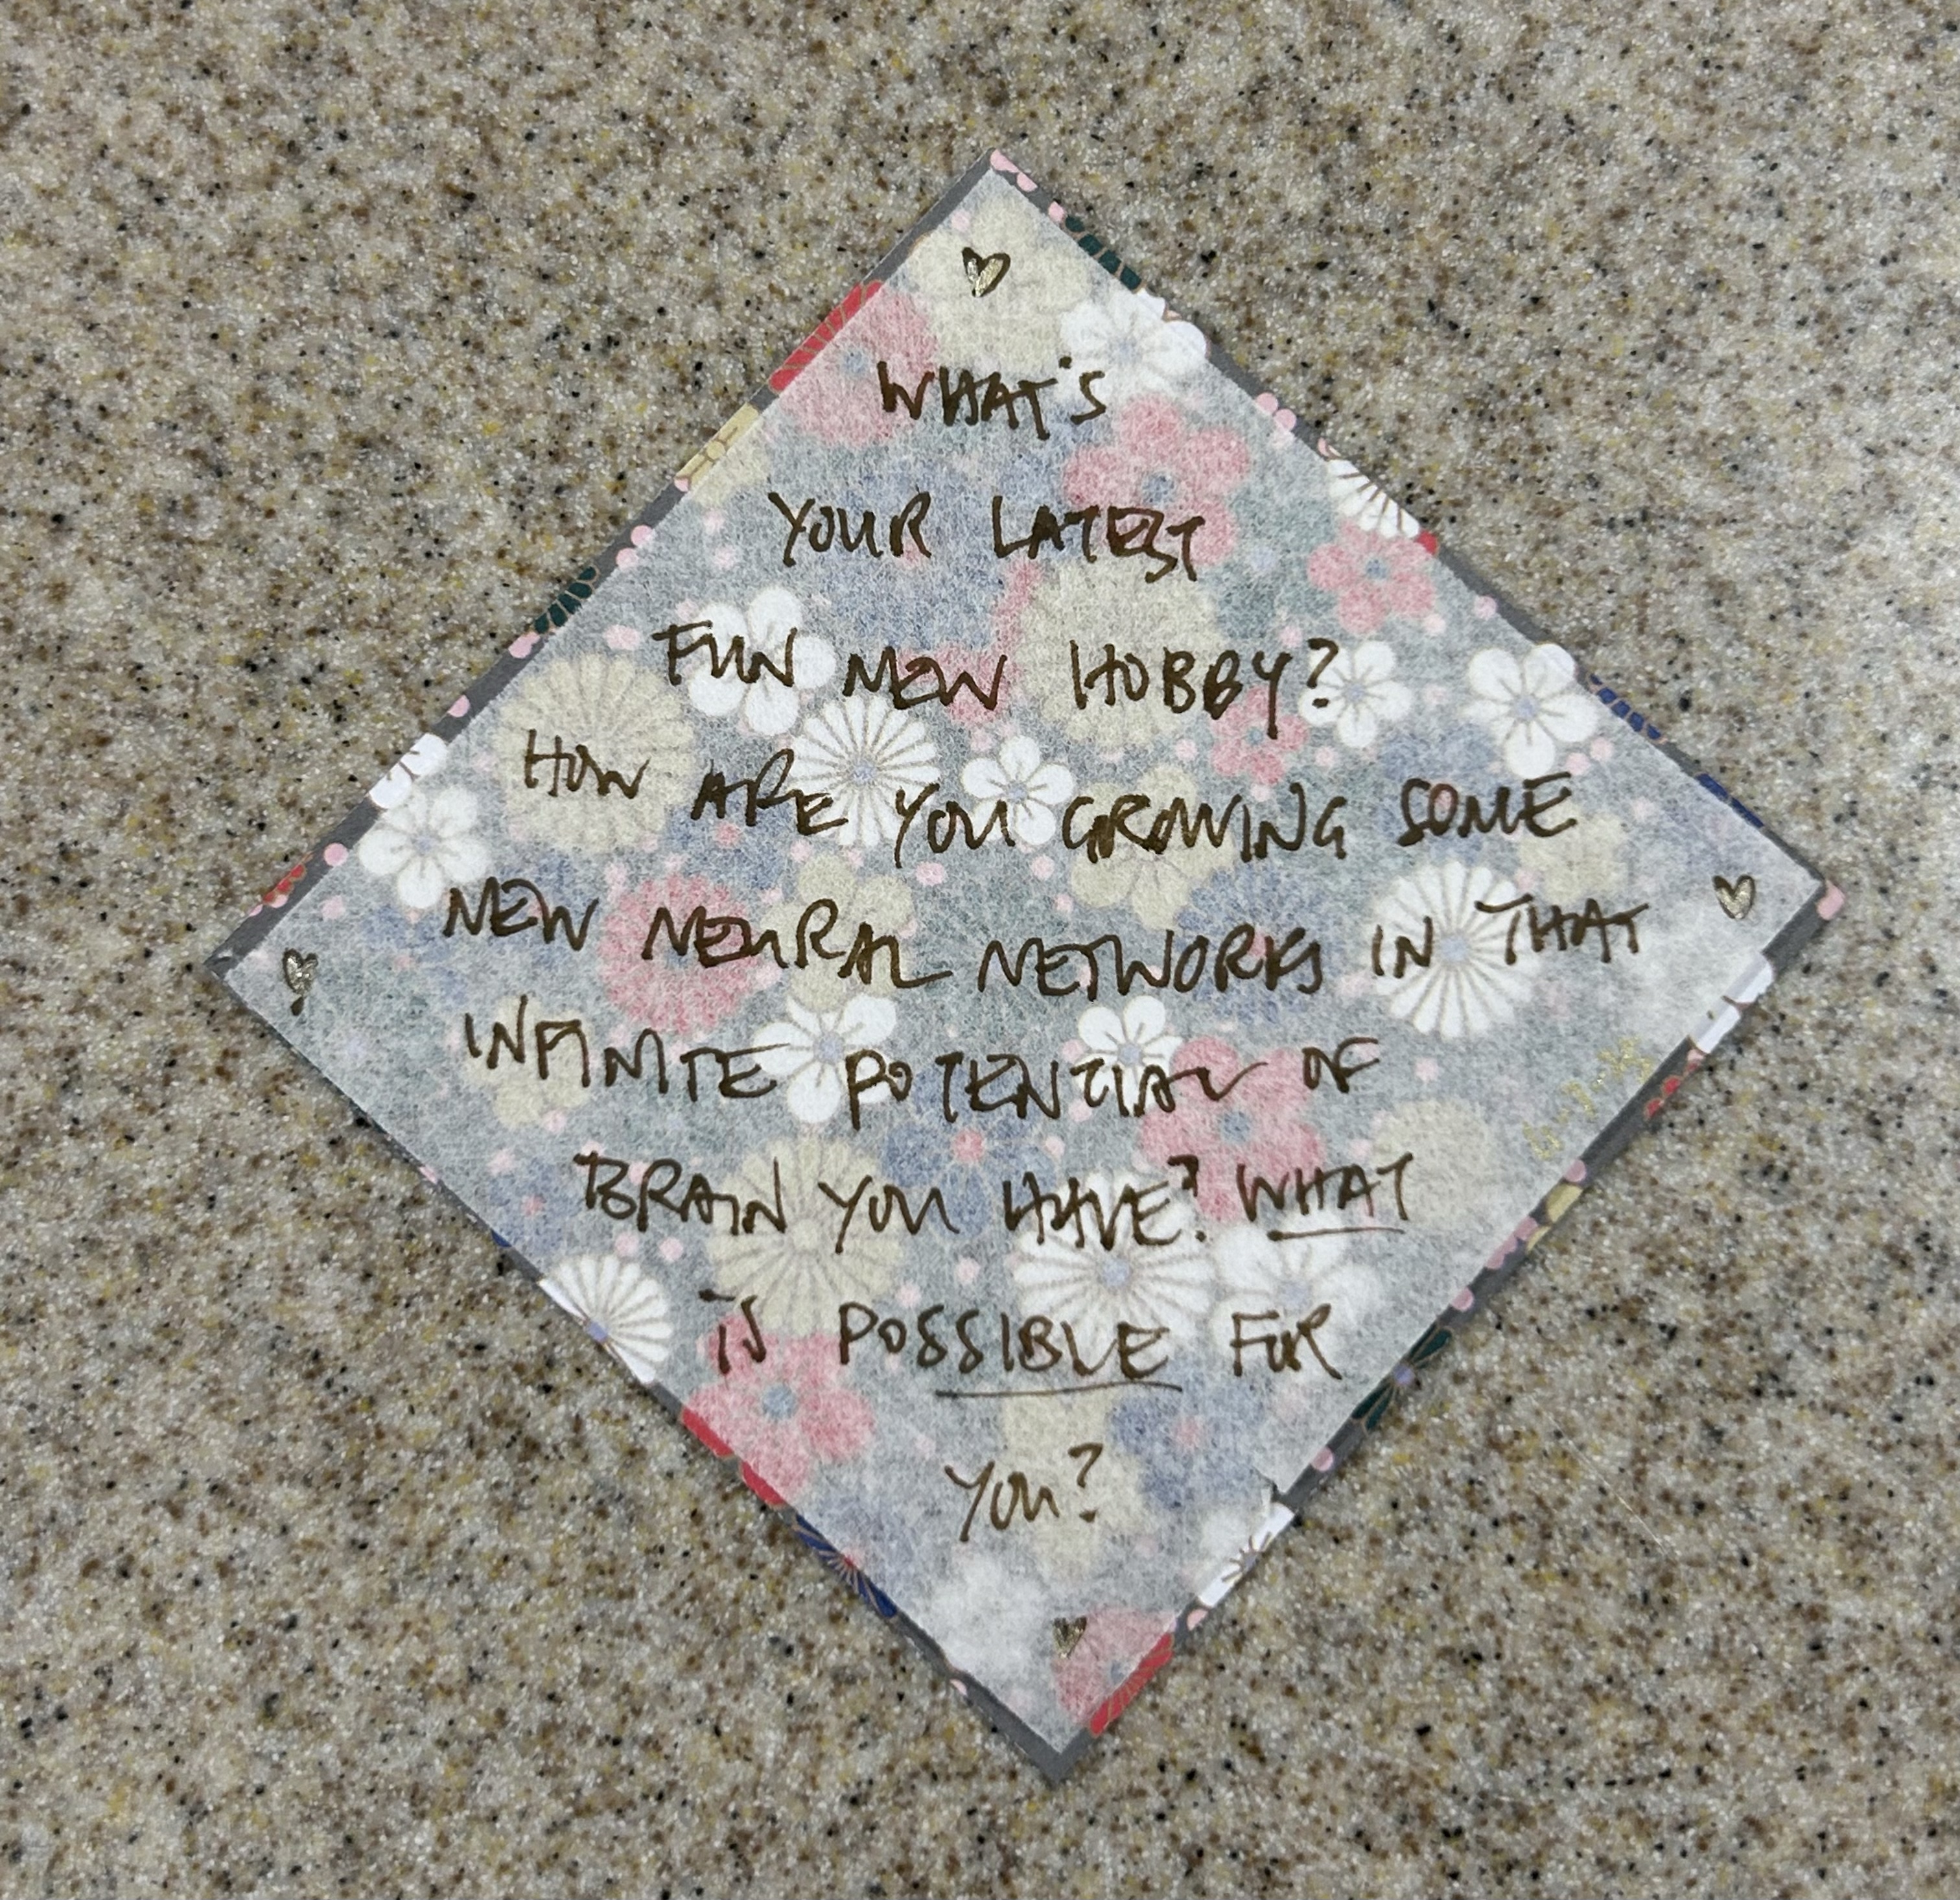 WHAT'S
YOUR LATEST
FUN NEW HOBBY?
HOW ARE YOU GROWING SOME
NEW NEURAL NETWORKS IN THAT
INFINITE POTENTIAL OF
BRAIN YOU HAVE? WHAT
IS POSSIBLE FOR
YOU?